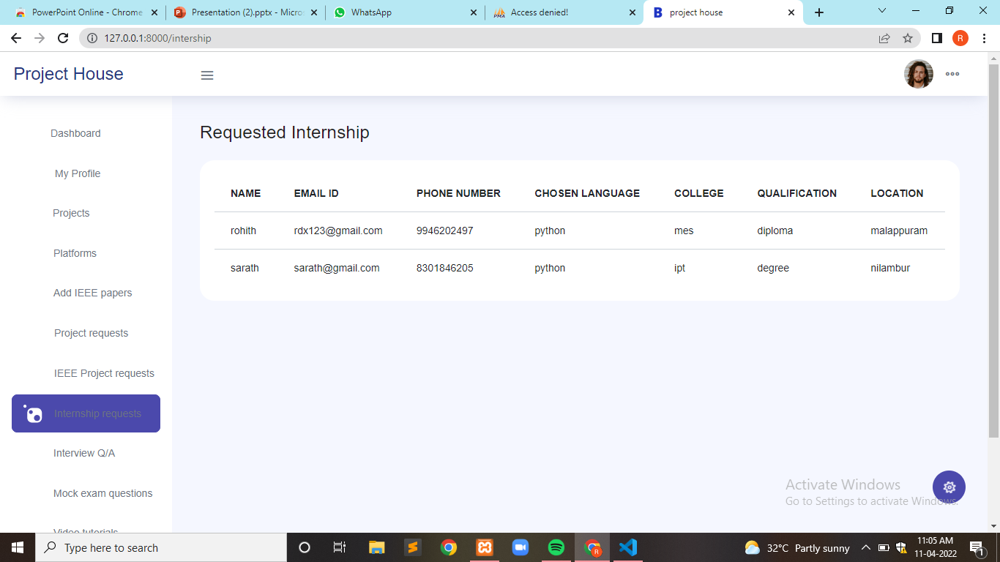 PowerPoint Online - Chrome
Presentation (2).pptx - Micros
WhatsApp
Access denied!
project house
127.0.0.1:8000/intership
R
Project House
Dashboard
My Profile
Projects
Platforms
Add IEEE papers
Project requests
IEEE Project requests
Internship requests
Interview Q/A
Mock exam questions
Video tutorials
Requested Internship
NAME EMAIL ID PHONE NUMBER CHOSEN LANGUAGE COLLEGE QUALIFICATION LOCATION
rohith rdx123@gmail.com 9946202497 python mes diploma malappuram
sarath sarath@gmail.com 8301846205 python ipt degree nilambur
Activate Windows
Go to Settings to activate Windows.
Type here to search
32°C Partly sunny
11:05 AM
11-04-2022
1